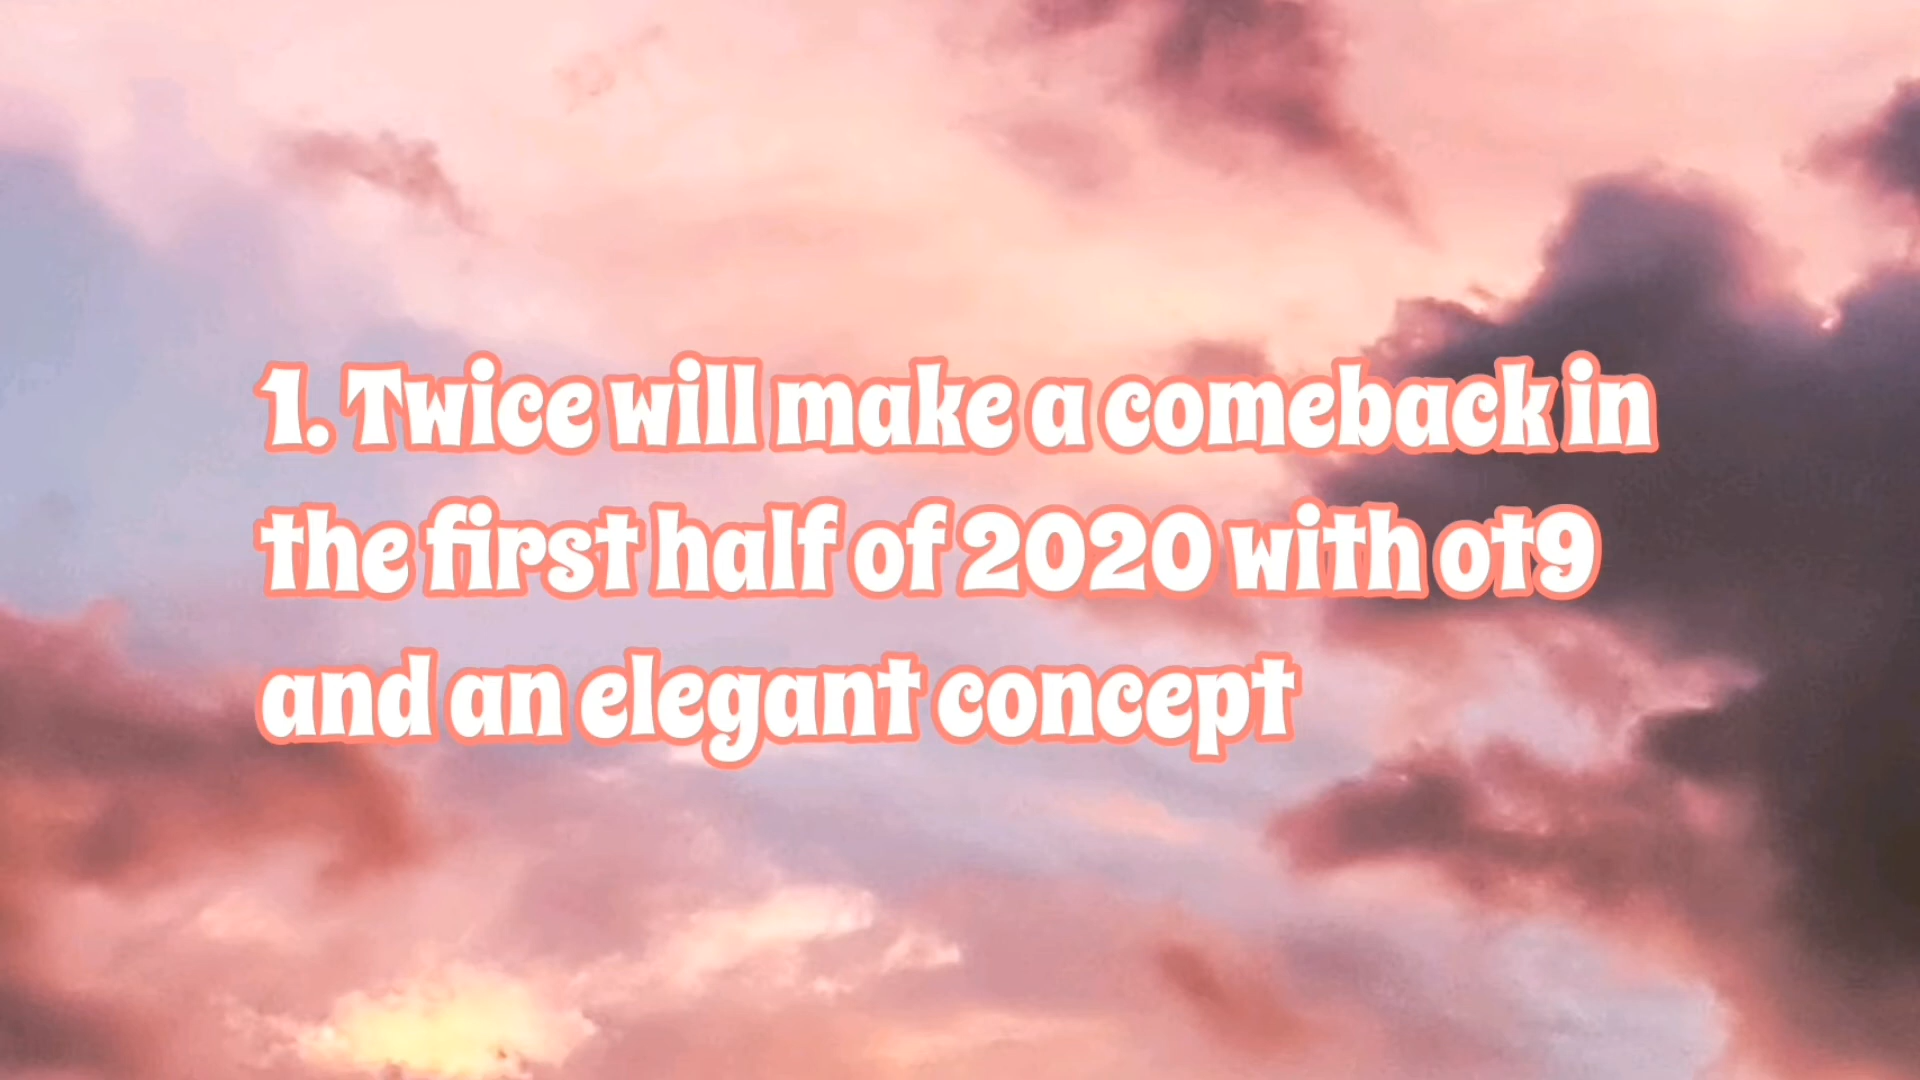 1. Twice will make a comeback in
the first half of 2020 with ot9
and an elegant concept